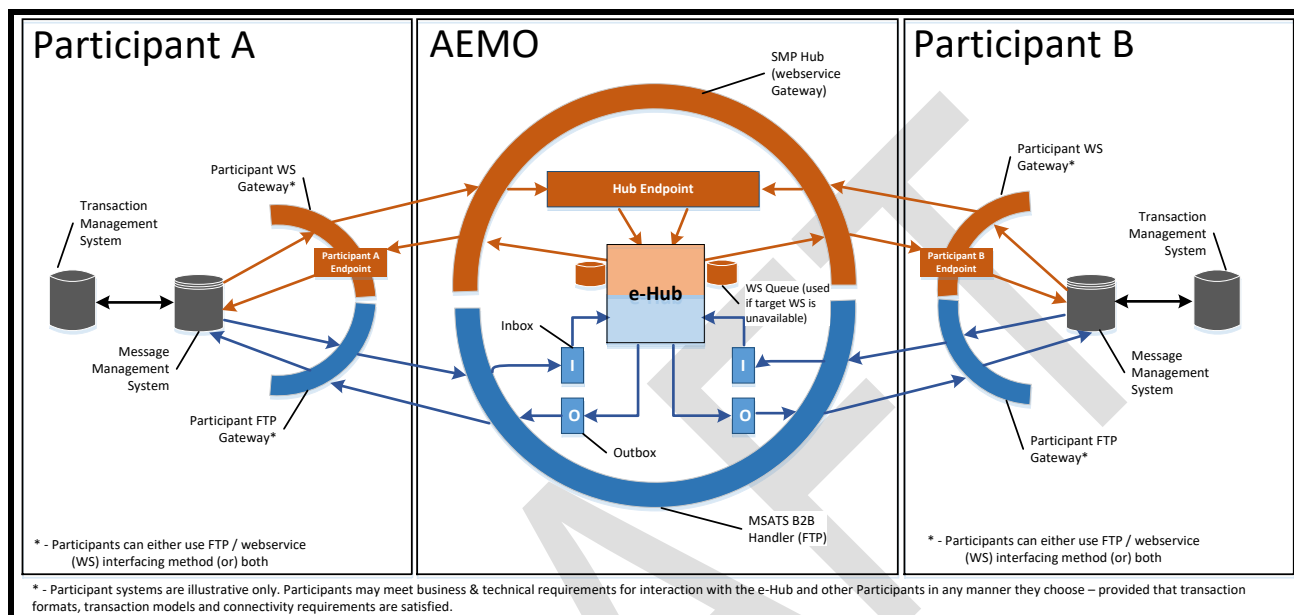 Participant A
AEMO
Participant B
SMP Hub
(webservice
Gateway)
Participant WS
Gateway*
Participant WS
Gateway*
Hub Endpoint
Transaction
Management
System
Transaction
Management
System
Participant A
Endpoint
Participant B
Endpoint
e-Hub
WS Queue (used
if target WS is
unavailable)
Inbox
I
I
Message
Management
System
Message
Management
System
O
O
Participant FTP
Gateway*
Outbox
Participant FTP
Gateway*
MSATS B2B
Handler (FTP)
* - Participants can either use FTP / webservice
(WS) interfacing method (or) both
* - Participants can either use FTP / webservice
(WS) interfacing method (or) both
* - Participant systems are illustrative only. Participants may meet business & technical requirements for interaction with the e-Hub and other Participants in any manner they choose – provided that transaction
formats, transaction models and connectivity requirements are satisfied.